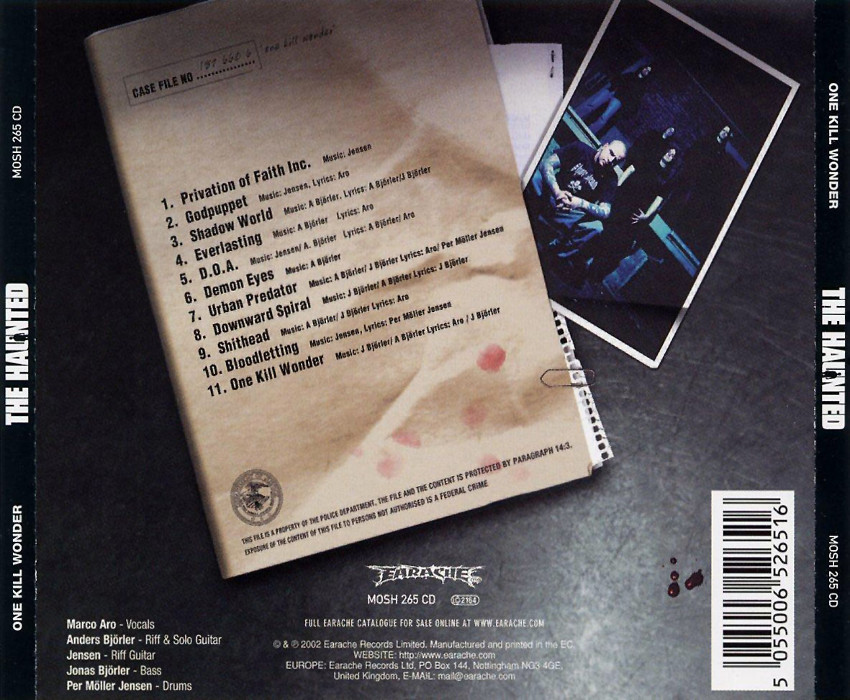 MOSH 265 CD
THE HAUNTED
ONE KILL WONDER
CASE FILE NO
187 666 6 "one kill wonder"
1. Privation of Faith Inc. Music: Jensen
2. Godpuppet Music: Jensen, Lyrics: Aro
3. Shadow World Music: A Björler, Lyrics: A Björler/J Björler
4. Everlasting Music: A Björler Lyrics: Aro
5. D.O.A. Music: Jensen/ A. Björler Lyrics: A Björler/ Aro
6. Demon Eyes Music: A Björler
7. Urban Predator Music: A Björler/ J Björler Lyrics: Aro/ Per Möller Jensen
8. Downward Spiral Music: J Björler/ A Björler Lyrics: J Björler
9. Shithead Music: A Björler/ J Björler Lyrics: Aro
10. Bloodletting Music: Jensen, Lyrics: Per Möller Jensen
11. One Kill Wonder Music: J Björler/ A Björler Lyrics: Aro / J Björler
THIS FILE IS A PROPERTY OF THE POLICE DEPARTMENT. THE FILE AND THE CONTENT IS PROTECTED BY PARAGRAPH 14:3.
EXPOSURE OF THE CONTENT OF THIS FILE TO PERSONS NOT AUTHORISED IS A FEDERAL CRIME
EARACHE
MOSH 265 CD LC 2164
FULL EARACHE CATALOGUE FOR SALE ONLINE AT WWW.EARACHE.COM
© & ℗ 2002 Earache Records Limited. Manufactured and printed in the EC.
WEBSITE: http://www.earache.com
EUROPE: Earache Records Ltd, PO Box 144, Nottingham NG3 4GE,
United Kingdom, E-MAIL: mail@earache.com
Marco Aro - Vocals
Anders Björler - Riff & Solo Guitar
Jensen - Riff Guitar
Jonas Björler - Bass
Per Möller Jensen - Drums
5 055006 526516
ONE KILL WONDER
THE HAUNTED
MOSH 265 CD